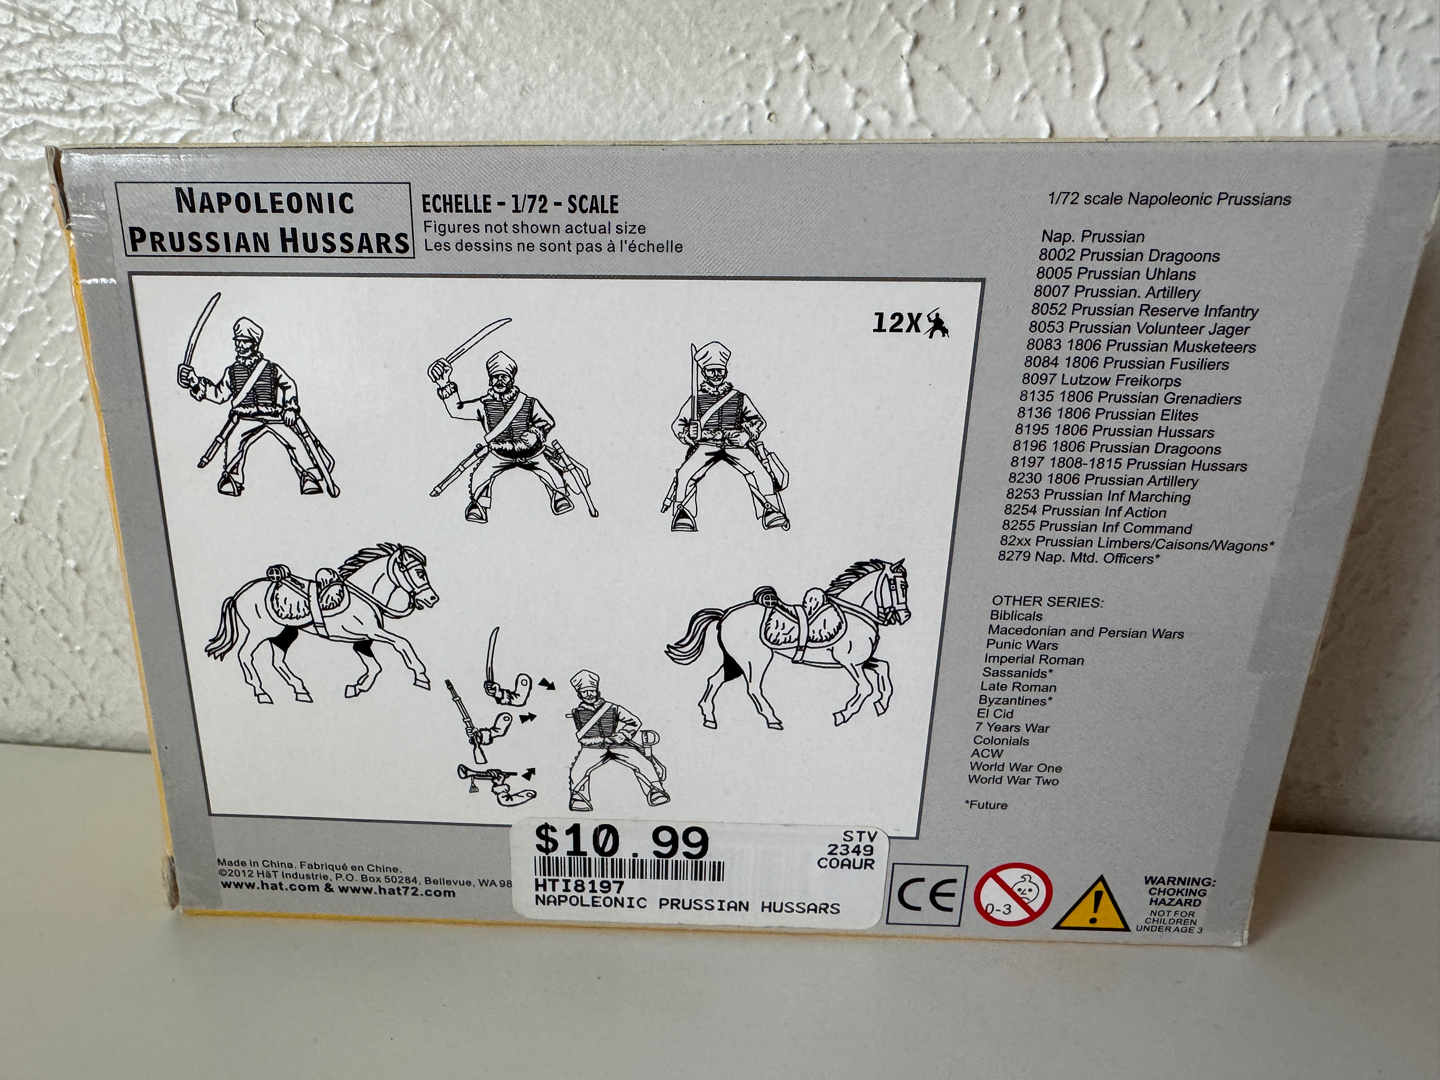 NAPOLEONIC
PRUSSIAN HUSSARS
ECHELLE - 1/72 - SCALE
Figures not shown actual size
Les dessins ne sont pas à l'échelle
12X
1/72 scale Napoleonic Prussians
Nap. Prussian
8002 Prussian Dragoons
8005 Prussian Uhlans
8007 Prussian. Artillery
8052 Prussian Reserve Infantry
8053 Prussian Volunteer Jager
8083 1806 Prussian Musketeers
8084 1806 Prussian Fusiliers
8097 Lutzow Freikorps
8135 1806 Prussian Grenadiers
8136 1806 Prussian Elites
8195 1806 Prussian Hussars
8196 1806 Prussian Dragoons
8197 1808-1815 Prussian Hussars
8230 1806 Prussian Artillery
8253 Prussian Inf Marching
8254 Prussian Inf Action
8255 Prussian Inf Command
82xx Prussian Limbers/Caisons/Wagons*
8279 Nap. Mtd. Officers*
OTHER SERIES:
Biblicals
Macedonian and Persian Wars
Punic Wars
Imperial Roman
Sassanids*
Late Roman
Byzantines*
El Cid
7 Years War
Colonials
ACW
World War One
World War Two
*Future
Made in China. Fabriqué en Chine.
©2012 HäT Industrie, P.O. Box 50284, Bellevue, WA 98
www.hat.com & www.hat72.com
$10.99
STV
2349
COAUR
HTI8197
NAPOLEONIC PRUSSIAN HUSSARS
CE
0-3
WARNING:
CHOKING
HAZARD
NOT FOR
CHILDREN
UNDER AGE 3